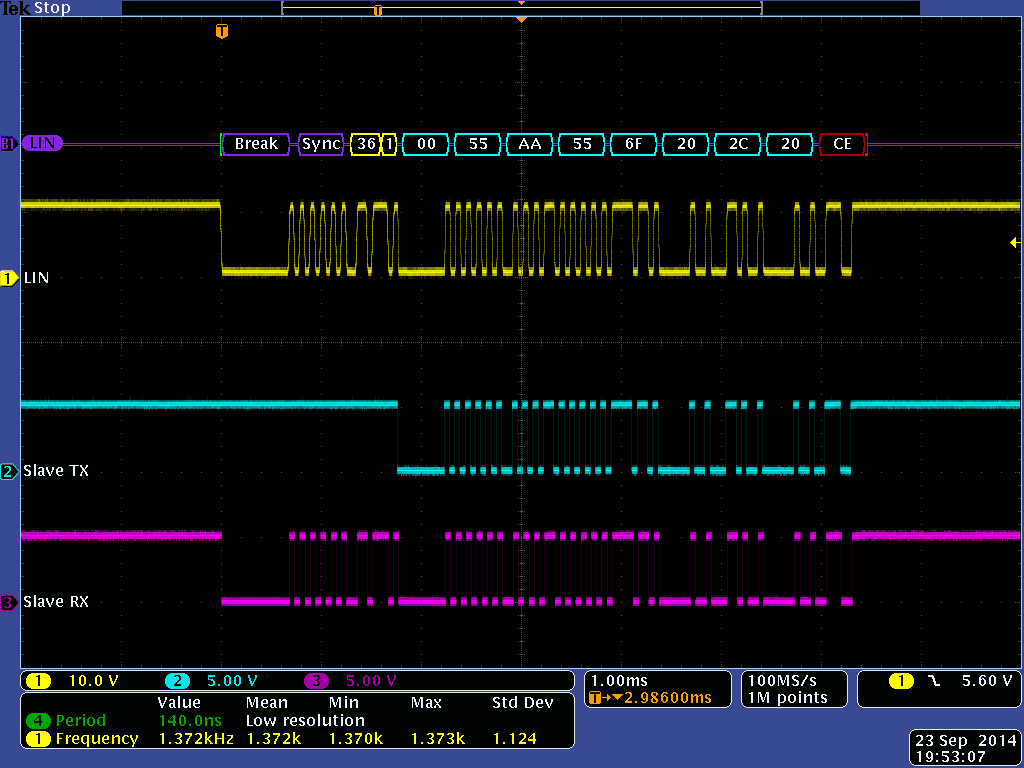 Tek Stop
T
T
B1 LIN Break Sync 36 1 00 55 AA 55 6F 20 2C 20 CE
1 LIN
2 Slave TX
3 Slave RX
1 10.0 V 2 5.00 V 3 5.00 V
1.00ms
T→▼2.98600ms
100MS/s
1M points
1 5.60 V
Value Mean Min Max Std Dev
4 Period 140.0ns Low resolution
1 Frequency 1.372kHz 1.372k 1.370k 1.373k 1.124
23 Sep 2014
19:53:07